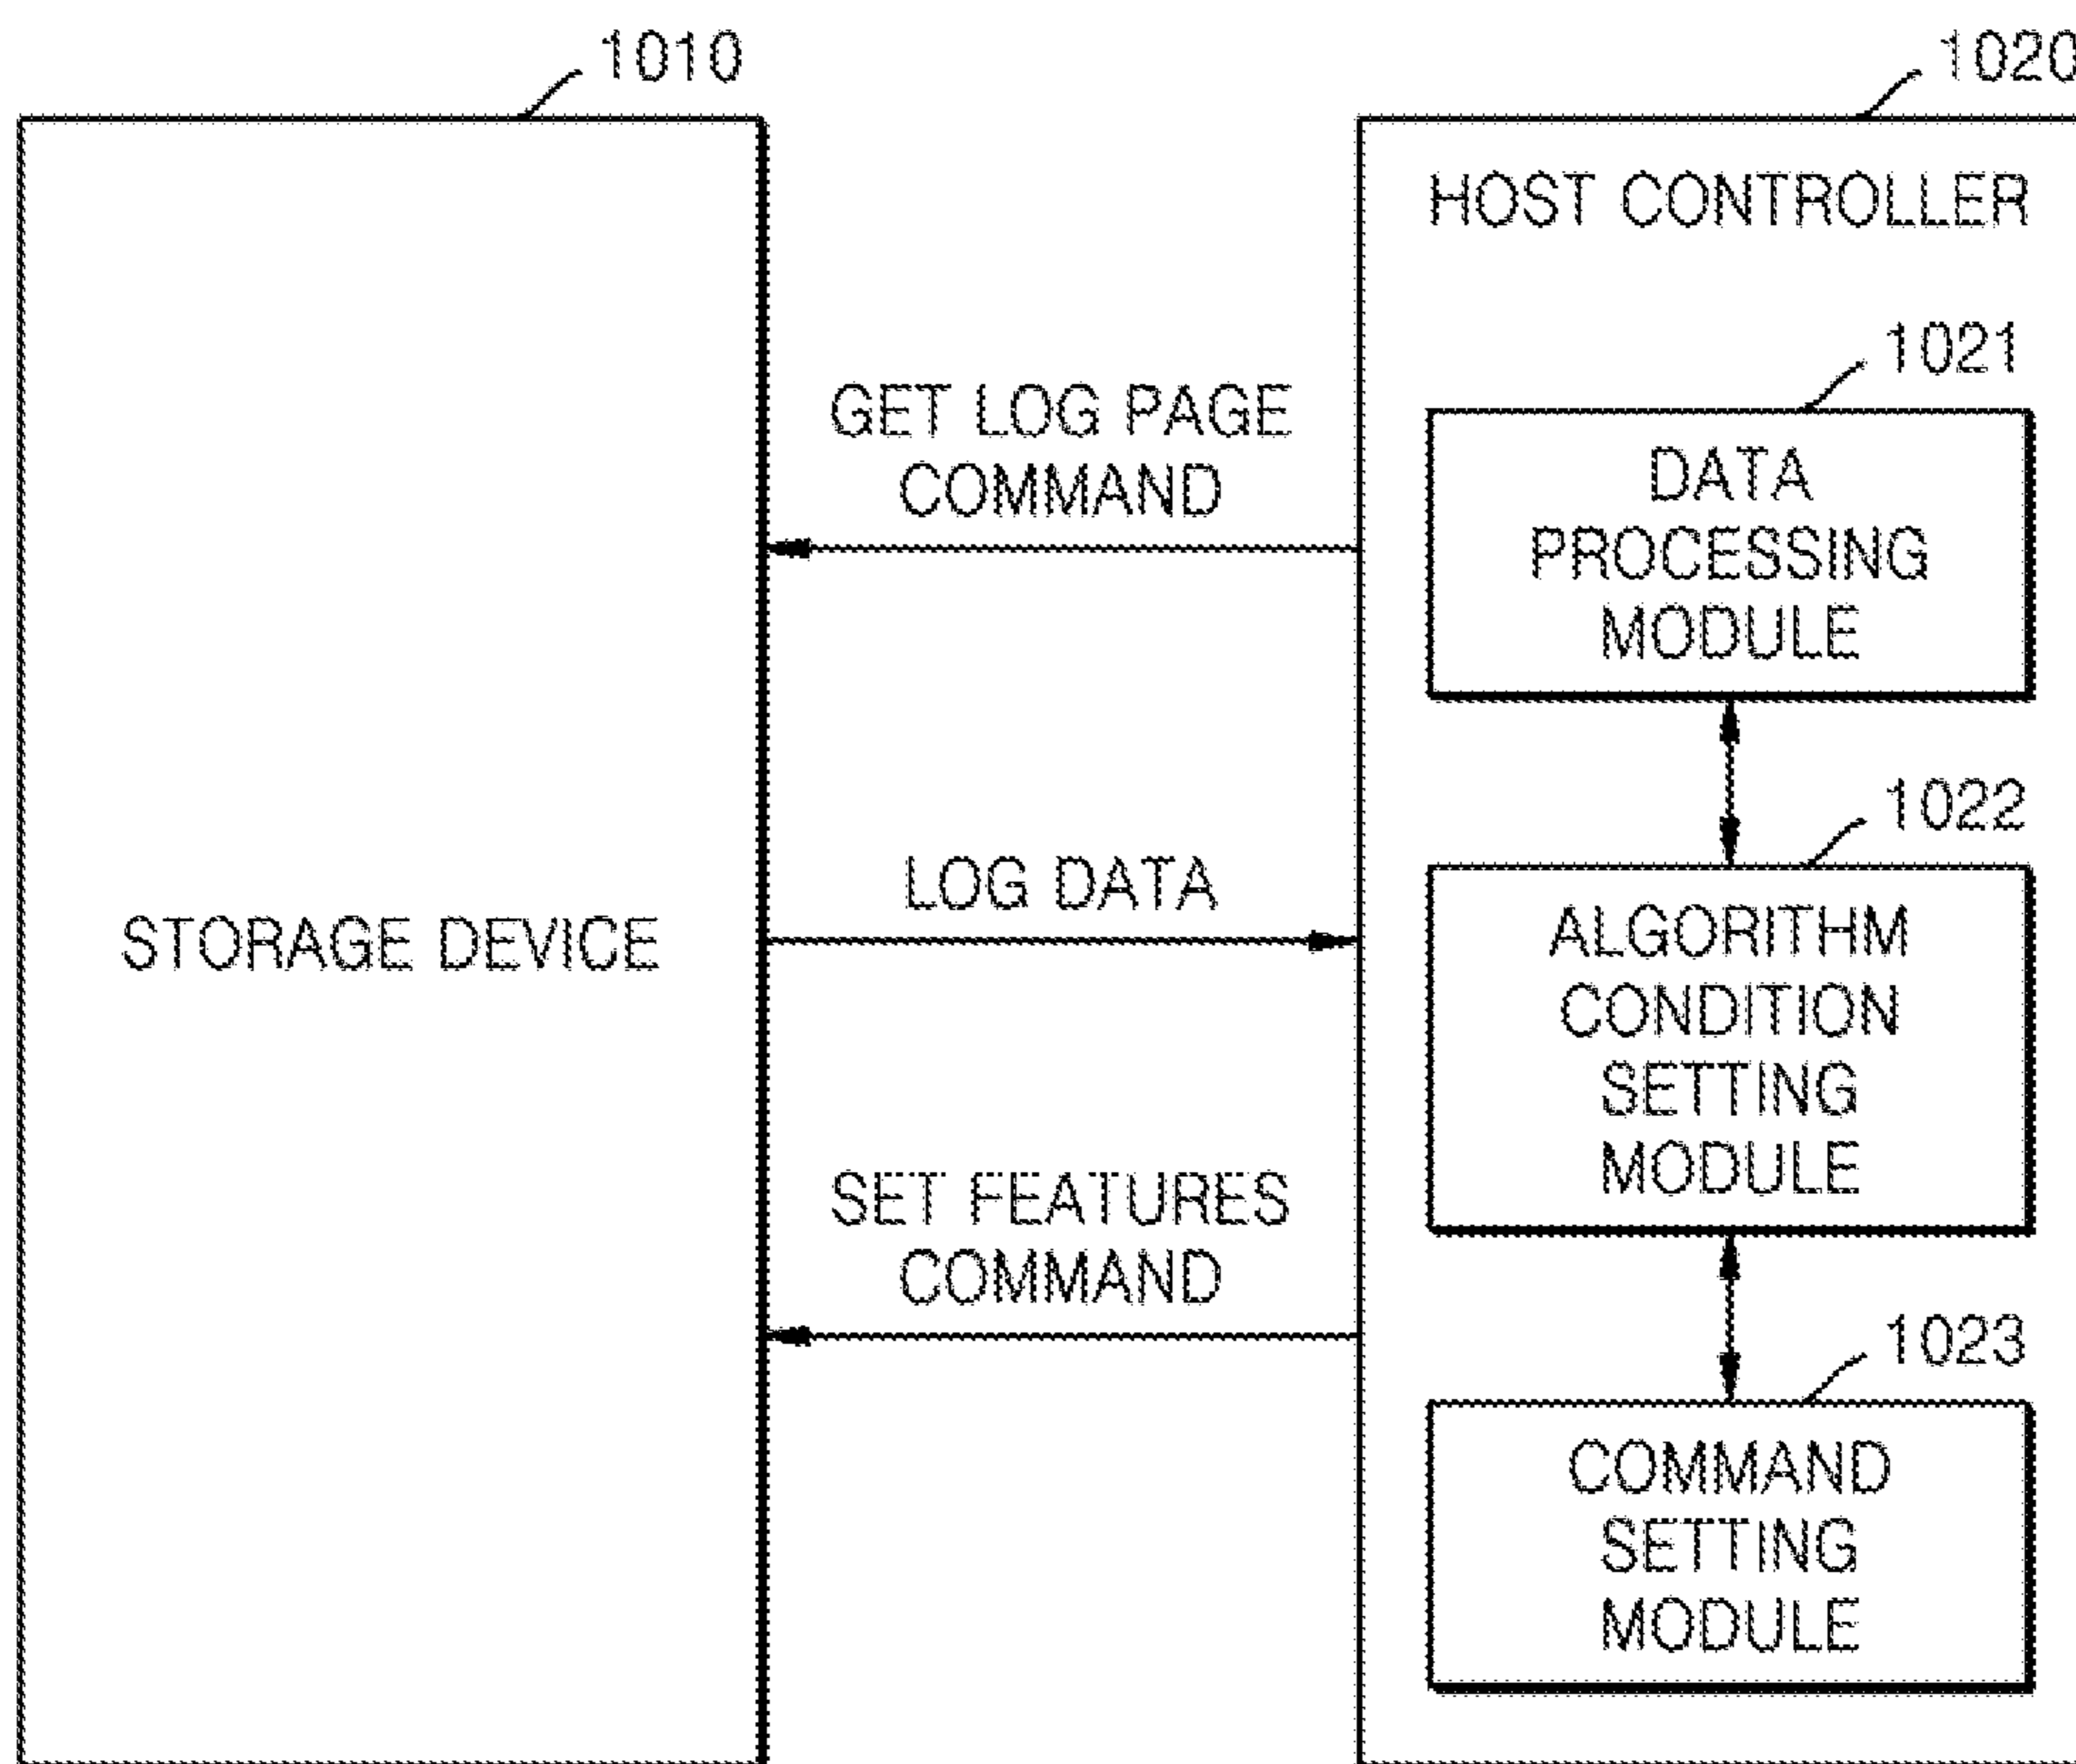 1010
1020
HOST CONTROLLER
1021
GET LOG PAGE
COMMAND
DATA
PROCESSING
MODULE
1022
LOG DATA
STORAGE DEVICE
ALGORITHM
CONDITION
SETTING
MODULE
SET FEATURES
COMMAND
1023
COMMAND
SETTING
MODULE